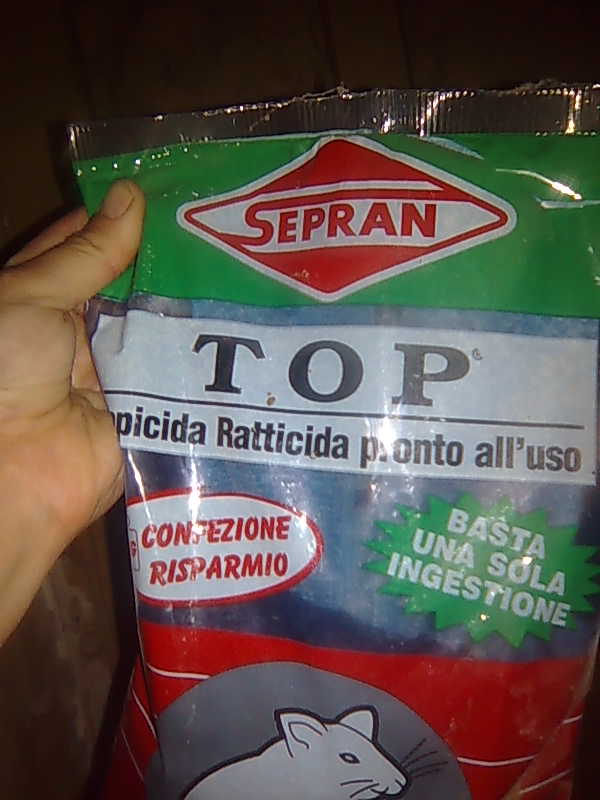 SEPRAN
TOP
Ratticida pronto all'uso
CONFEZIONE
RISPARMIO
BASTA
UNA SOLA
INGESTIONE